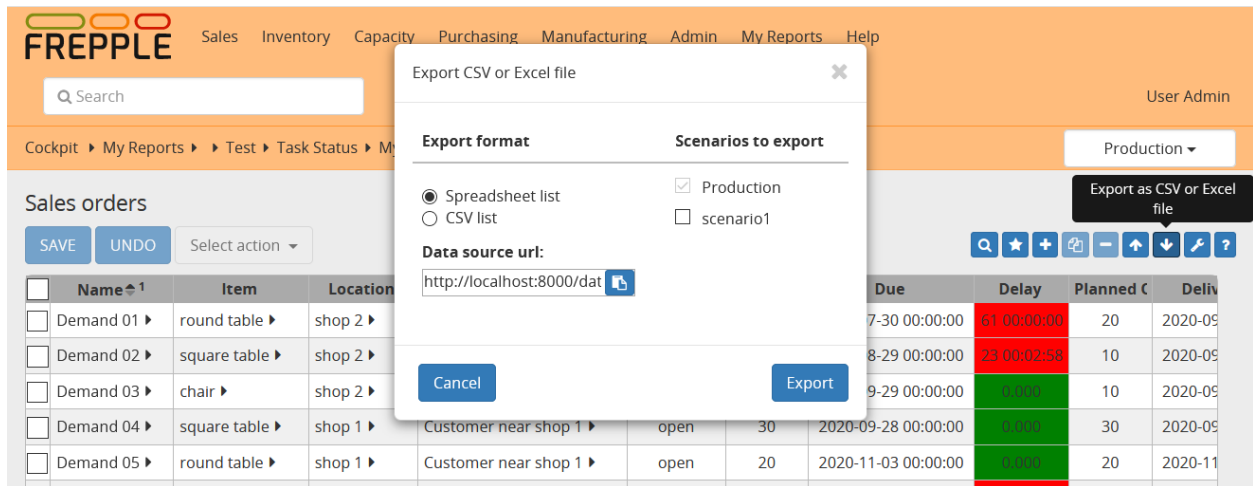 FREPPLE
Sales Inventory Capacity Purchasing Manufacturing Admin My Reports Help
Search
User Admin
Cockpit My Reports Test Task Status
Production
Export as CSV or Excel
file
Sales orders
SAVE UNDO Select action
Export CSV or Excel file
Export format
Spreadsheet list
CSV list
Data source url:
http://localhost:8000/dat
Scenarios to export
Production
scenario1
Cancel Export
Name 1 Item Location Due Delay Planned Deliv
Demand 01 round table shop 2 7-30 00:00:00 61 00:00:00 20 2020-09
Demand 02 square table shop 2 8-29 00:00:00 23 00:02:58 10 2020-09
Demand 03 chair shop 2 9-29 00:00:00 0.000 10 2020-09
Demand 04 square table shop 1 Customer near shop 1 open 30 2020-09-28 00:00:00 0.000 30 2020-09
Demand 05 round table shop 1 Customer near shop 1 open 20 2020-11-03 00:00:00 0.000 20 2020-11